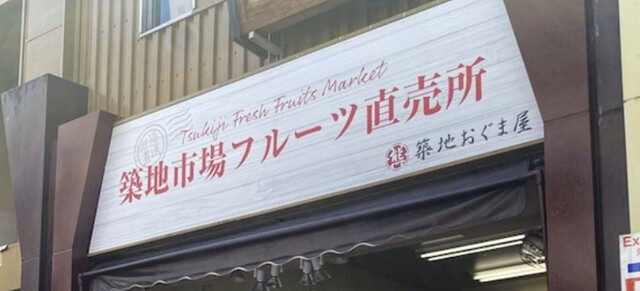 Tsukiji Fresh Fruits Market
築地市場フルーツ直売所
築地おぐま屋
Ex